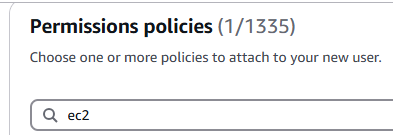 Permissions policies (1/1335)
Choose one or more policies to attach to your new user.
ec2